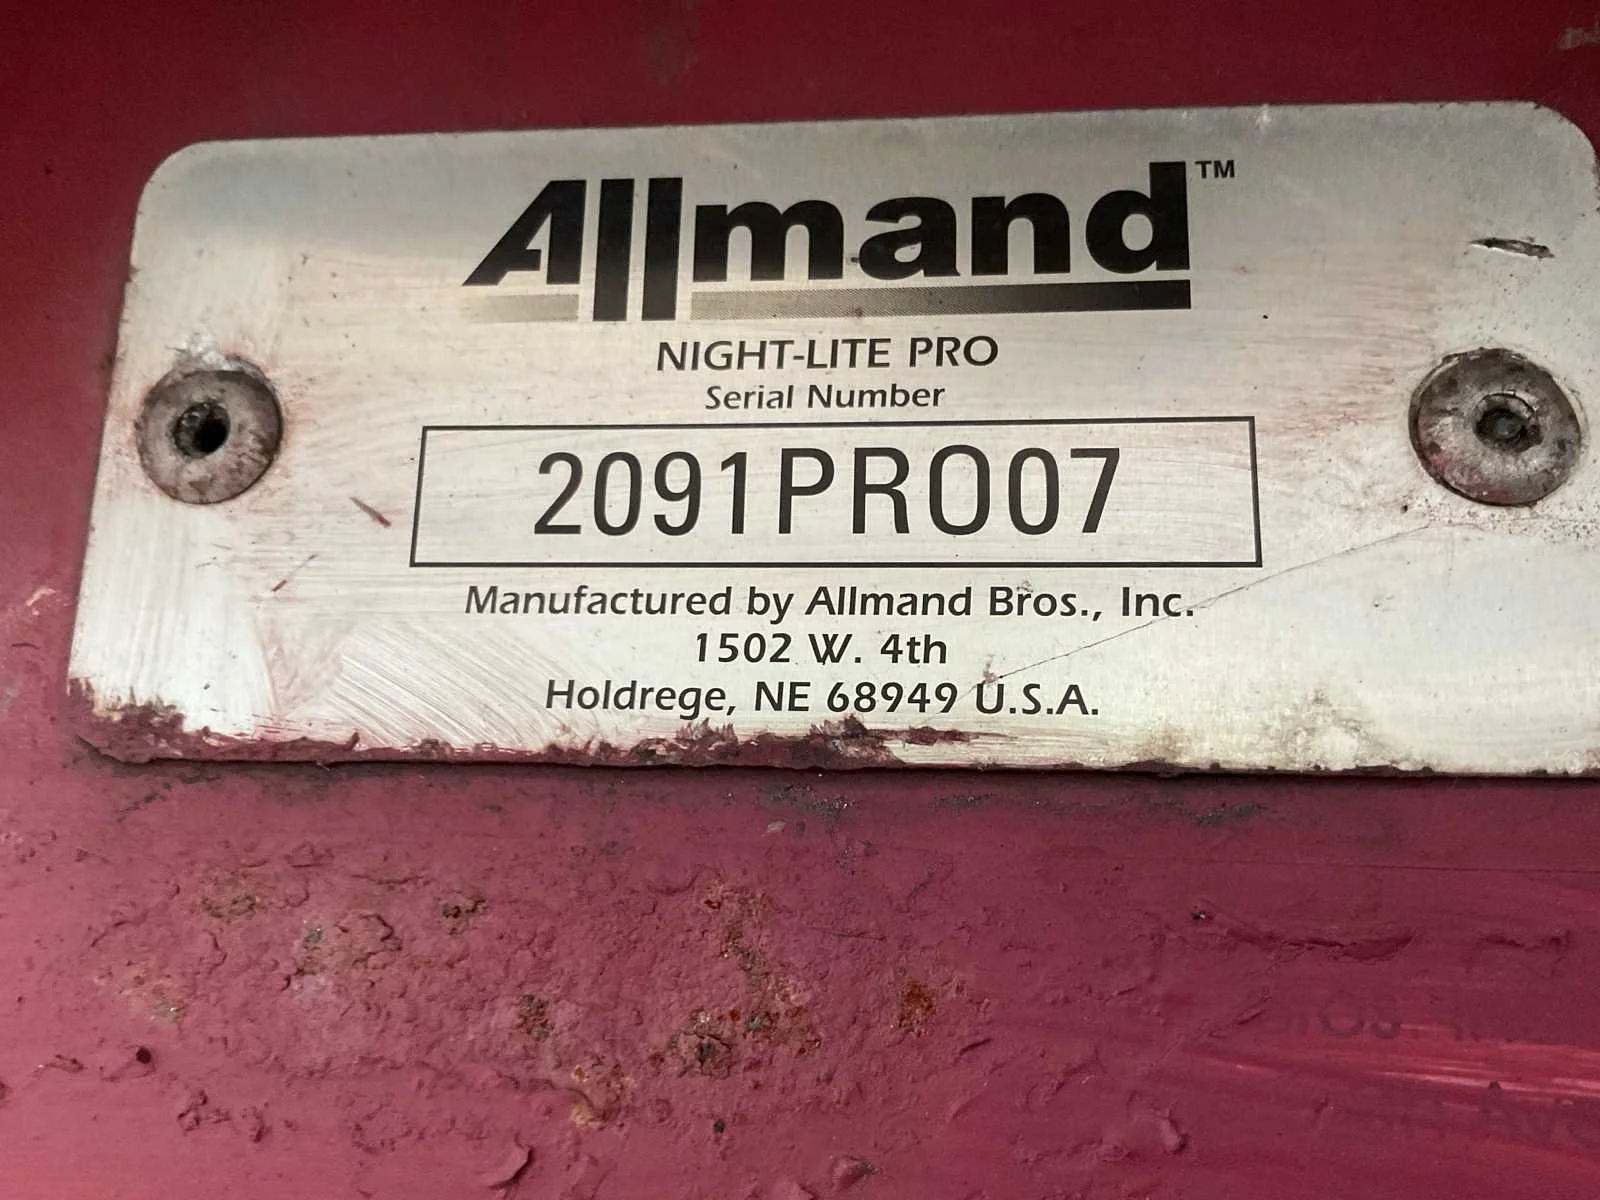 Allmand™
NIGHT-LITE PRO
Serial Number
2091PRO07
Manufactured by Allmand Bros., Inc.
1502 W. 4th
Holdrege, NE 68949 U.S.A.